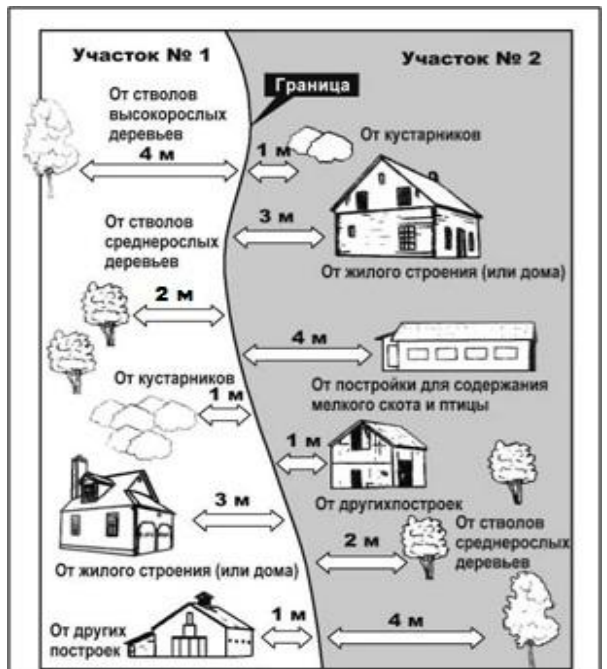 Участок № 1
Участок № 2
Граница
От стволов
высокорослых
деревьев
4 м
1 м
От кустарников
3 м
От стволов
среднерослых
деревьев
От жилого строения (или дома)
2 м
4 м
От кустарников
От постройки для содержания
мелкого скота и птицы
1 м
1 м
От другихпостроек
3 м
От стволов
среднерослых
деревьев
2 м
От жилого строения (или дома)
От других
построек
1 м
4 м